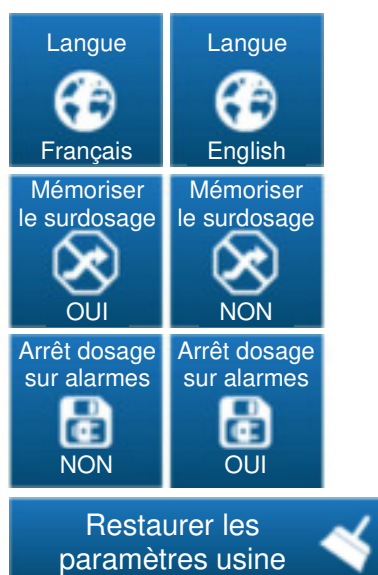 Langue
Français
Langue
English
Mémoriser
le surdosage
OUI
Mémoriser
le surdosage
NON
Arrêt dosage
sur alarmes
NON
Arrêt dosage
sur alarmes
OUI
Restaurer les
paramètres usine